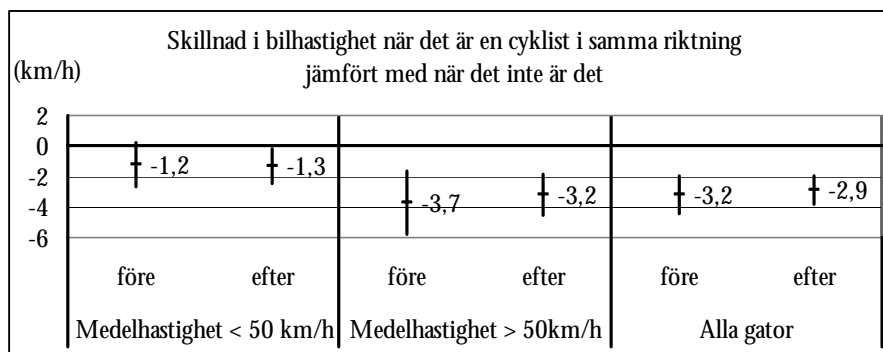 Skillnad i bilhastighet när det är en cyklist i samma riktning
(km/h) jämfört med när det inte är det
2
0
-2
-4
-6
-1,2 -1,3 -3,7 -3,2 -3,2 -2,9
före efter före efter före efter
Medelhastighet < 50 km/h Medelhastighet > 50km/h Alla gator